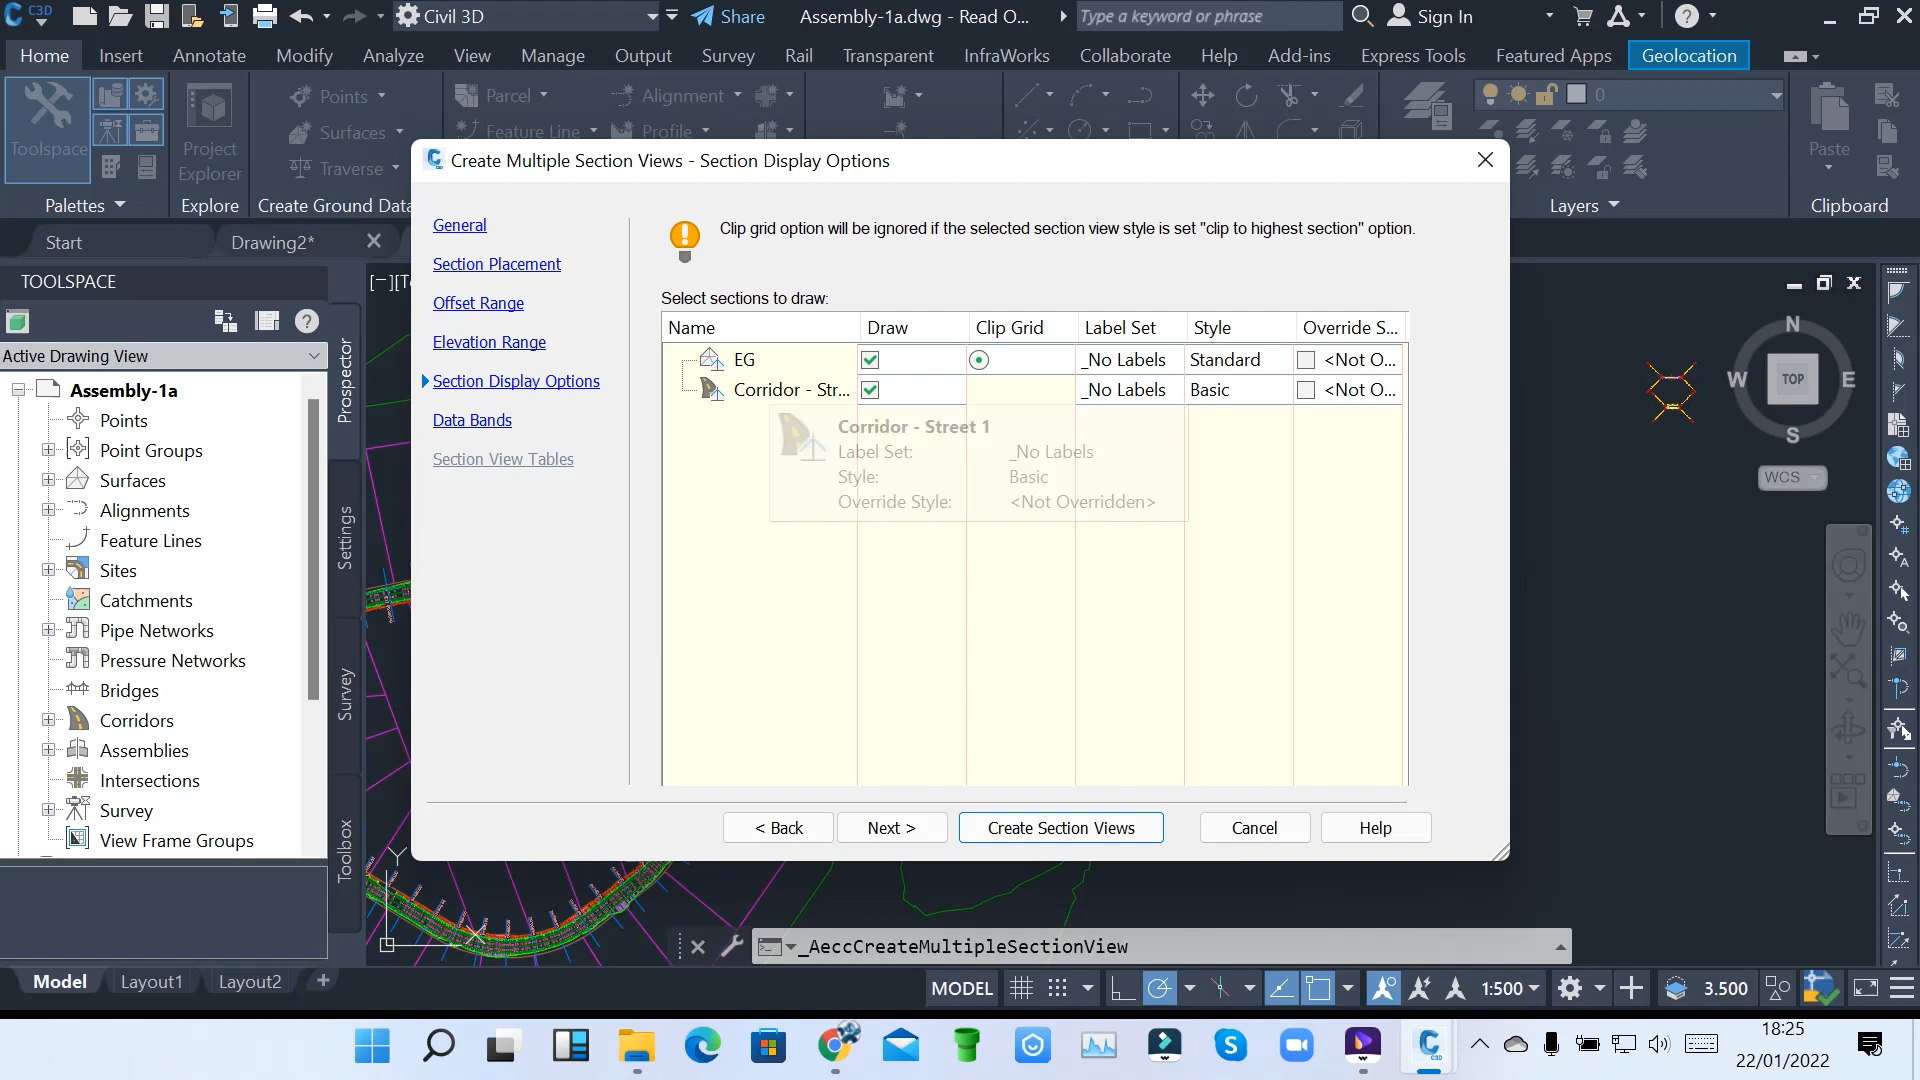 C3D
Civil 3D
Share
Assembly-1a.dwg - Read O...
Type a keyword or phrase
Sign In
Home
Insert
Annotate
Modify
Analyze
View
Manage
Output
Survey
Rail
Transparent
InfraWorks
Collaborate
Help
Add-ins
Express Tools
Featured Apps
Geolocation
Toolspace
Project Explorer
Points
Surfaces
Traverse
Parcel
Feature Line
Alignment
Profile
0
Paste
Palettes
Explore
Create Ground Data
Layers
Clipboard
Start
Drawing2*
TOOLSPACE
Active Drawing View
Assembly-1a
Points
Point Groups
Surfaces
Alignments
Feature Lines
Sites
Catchments
Pipe Networks
Pressure Networks
Bridges
Corridors
Assemblies
Intersections
Survey
View Frame Groups
Prospector
Settings
Survey
Toolbox
[−][To
Create Multiple Section Views - Section Display Options
General
Section Placement
Offset Range
Elevation Range
Section Display Options
Data Bands
Section View Tables
Clip grid option will be ignored if the selected section view style is set "clip to highest section" option.
Select sections to draw:
Name Draw Clip Grid Label Set Style Override S...
EG _No Labels Standard <Not O...
Corridor - Str... _No Labels Basic <Not O...
Corridor - Street 1
Label Set: _No Labels
Style: Basic
Override Style: <Not Overridden>
< Back
Next >
Create Section Views
Cancel
Help
N
W
TOP
E
S
WCS
Y
X
_AeccCreateMultipleSectionView
Model
Layout1
Layout2
MODEL
1:500
3.500
18:25
22/01/2022